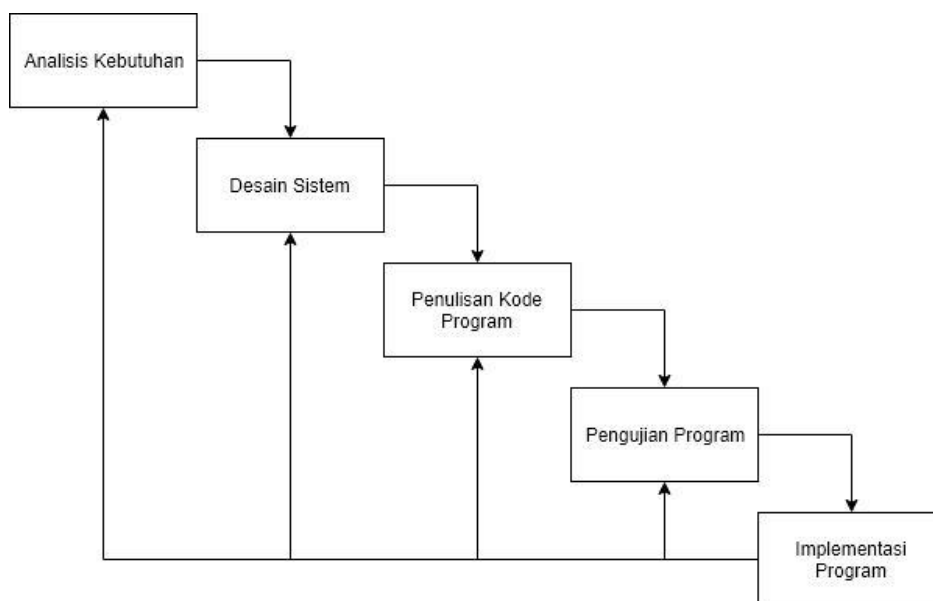 Analisis Kebutuhan
Desain Sistem
Penulisan Kode
Program
Pengujian Program
Implementasi
Program